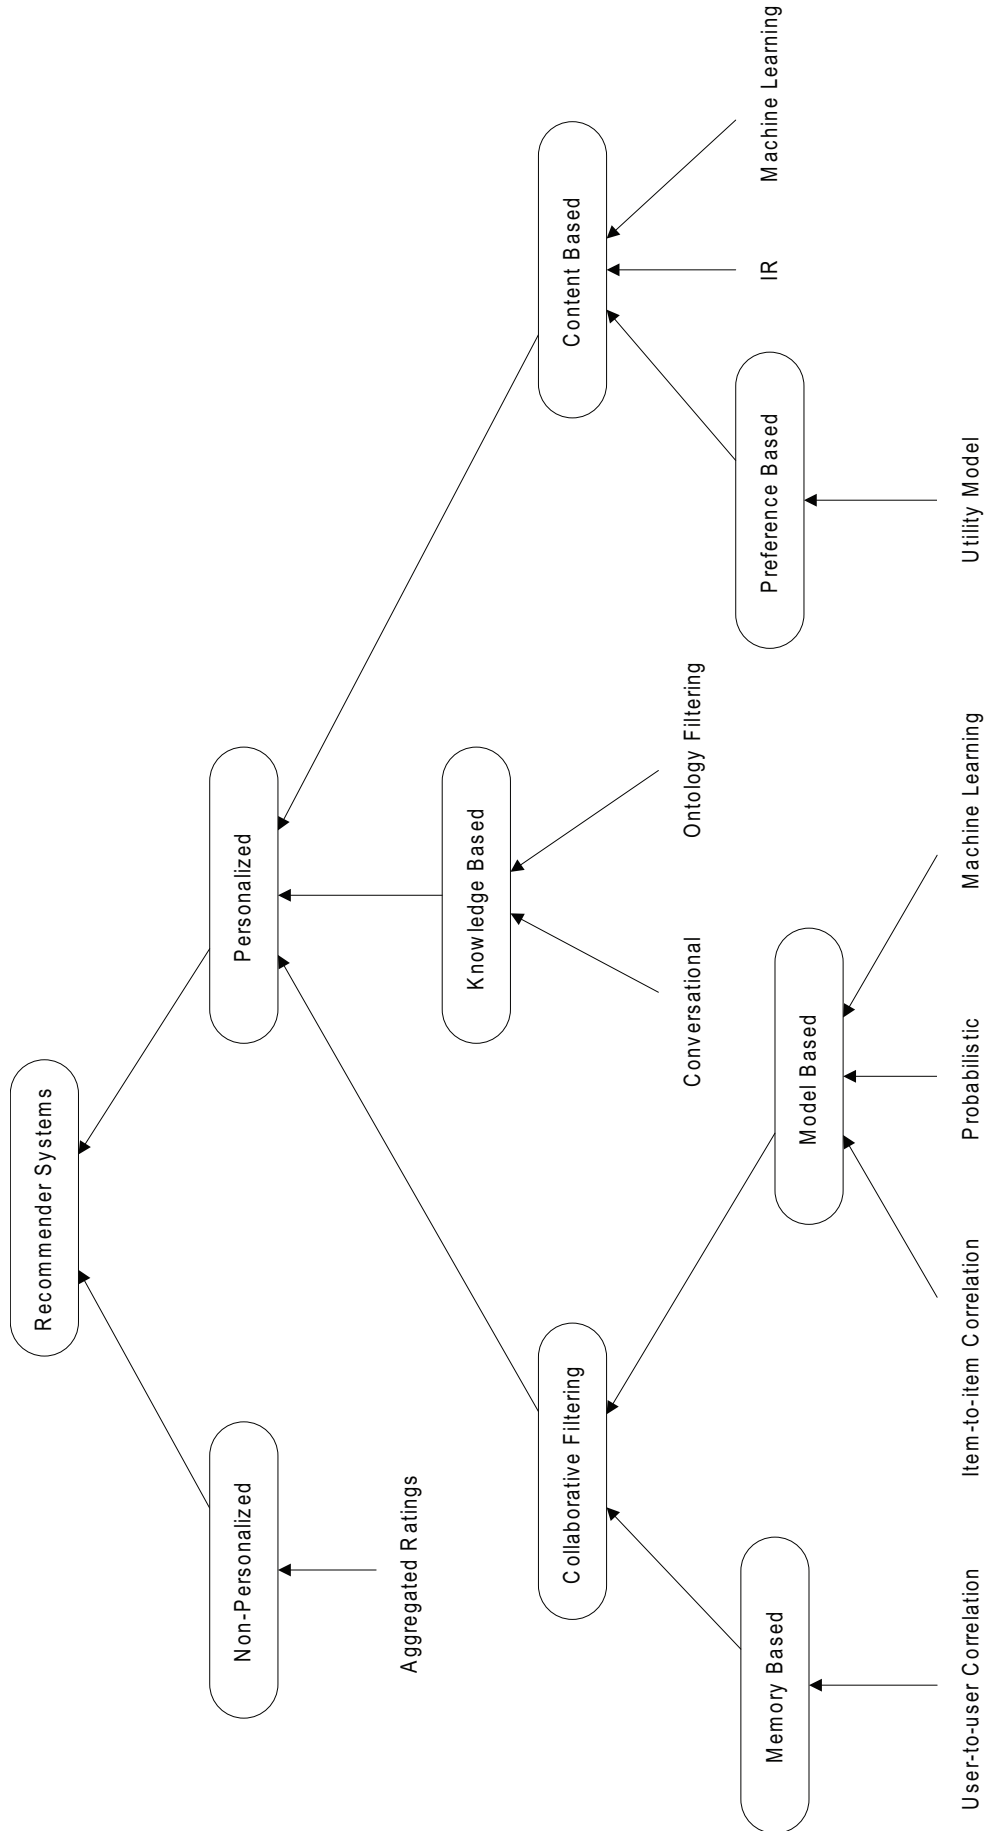 Recommender Systems
Non-Personalized
Personalized
Aggregated Ratings
Knowledge Based
Collaborative Filtering
Content Based
Conversational
Ontology Filtering
Memory Based
Model Based
Preference Based
IR
Machine Learning
User-to-user Correlation
Item-to-item Correlation
Probabilistic
Machine Learning
Utility Model